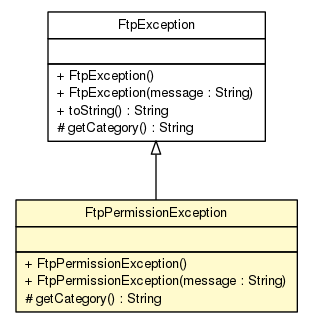 FtpException
+ FtpException()
+ FtpException(message : String)
+ toString() : String
# getCategory() : String
FtpPermissionException
+ FtpPermissionException()
+ FtpPermissionException(message : String)
# getCategory() : String